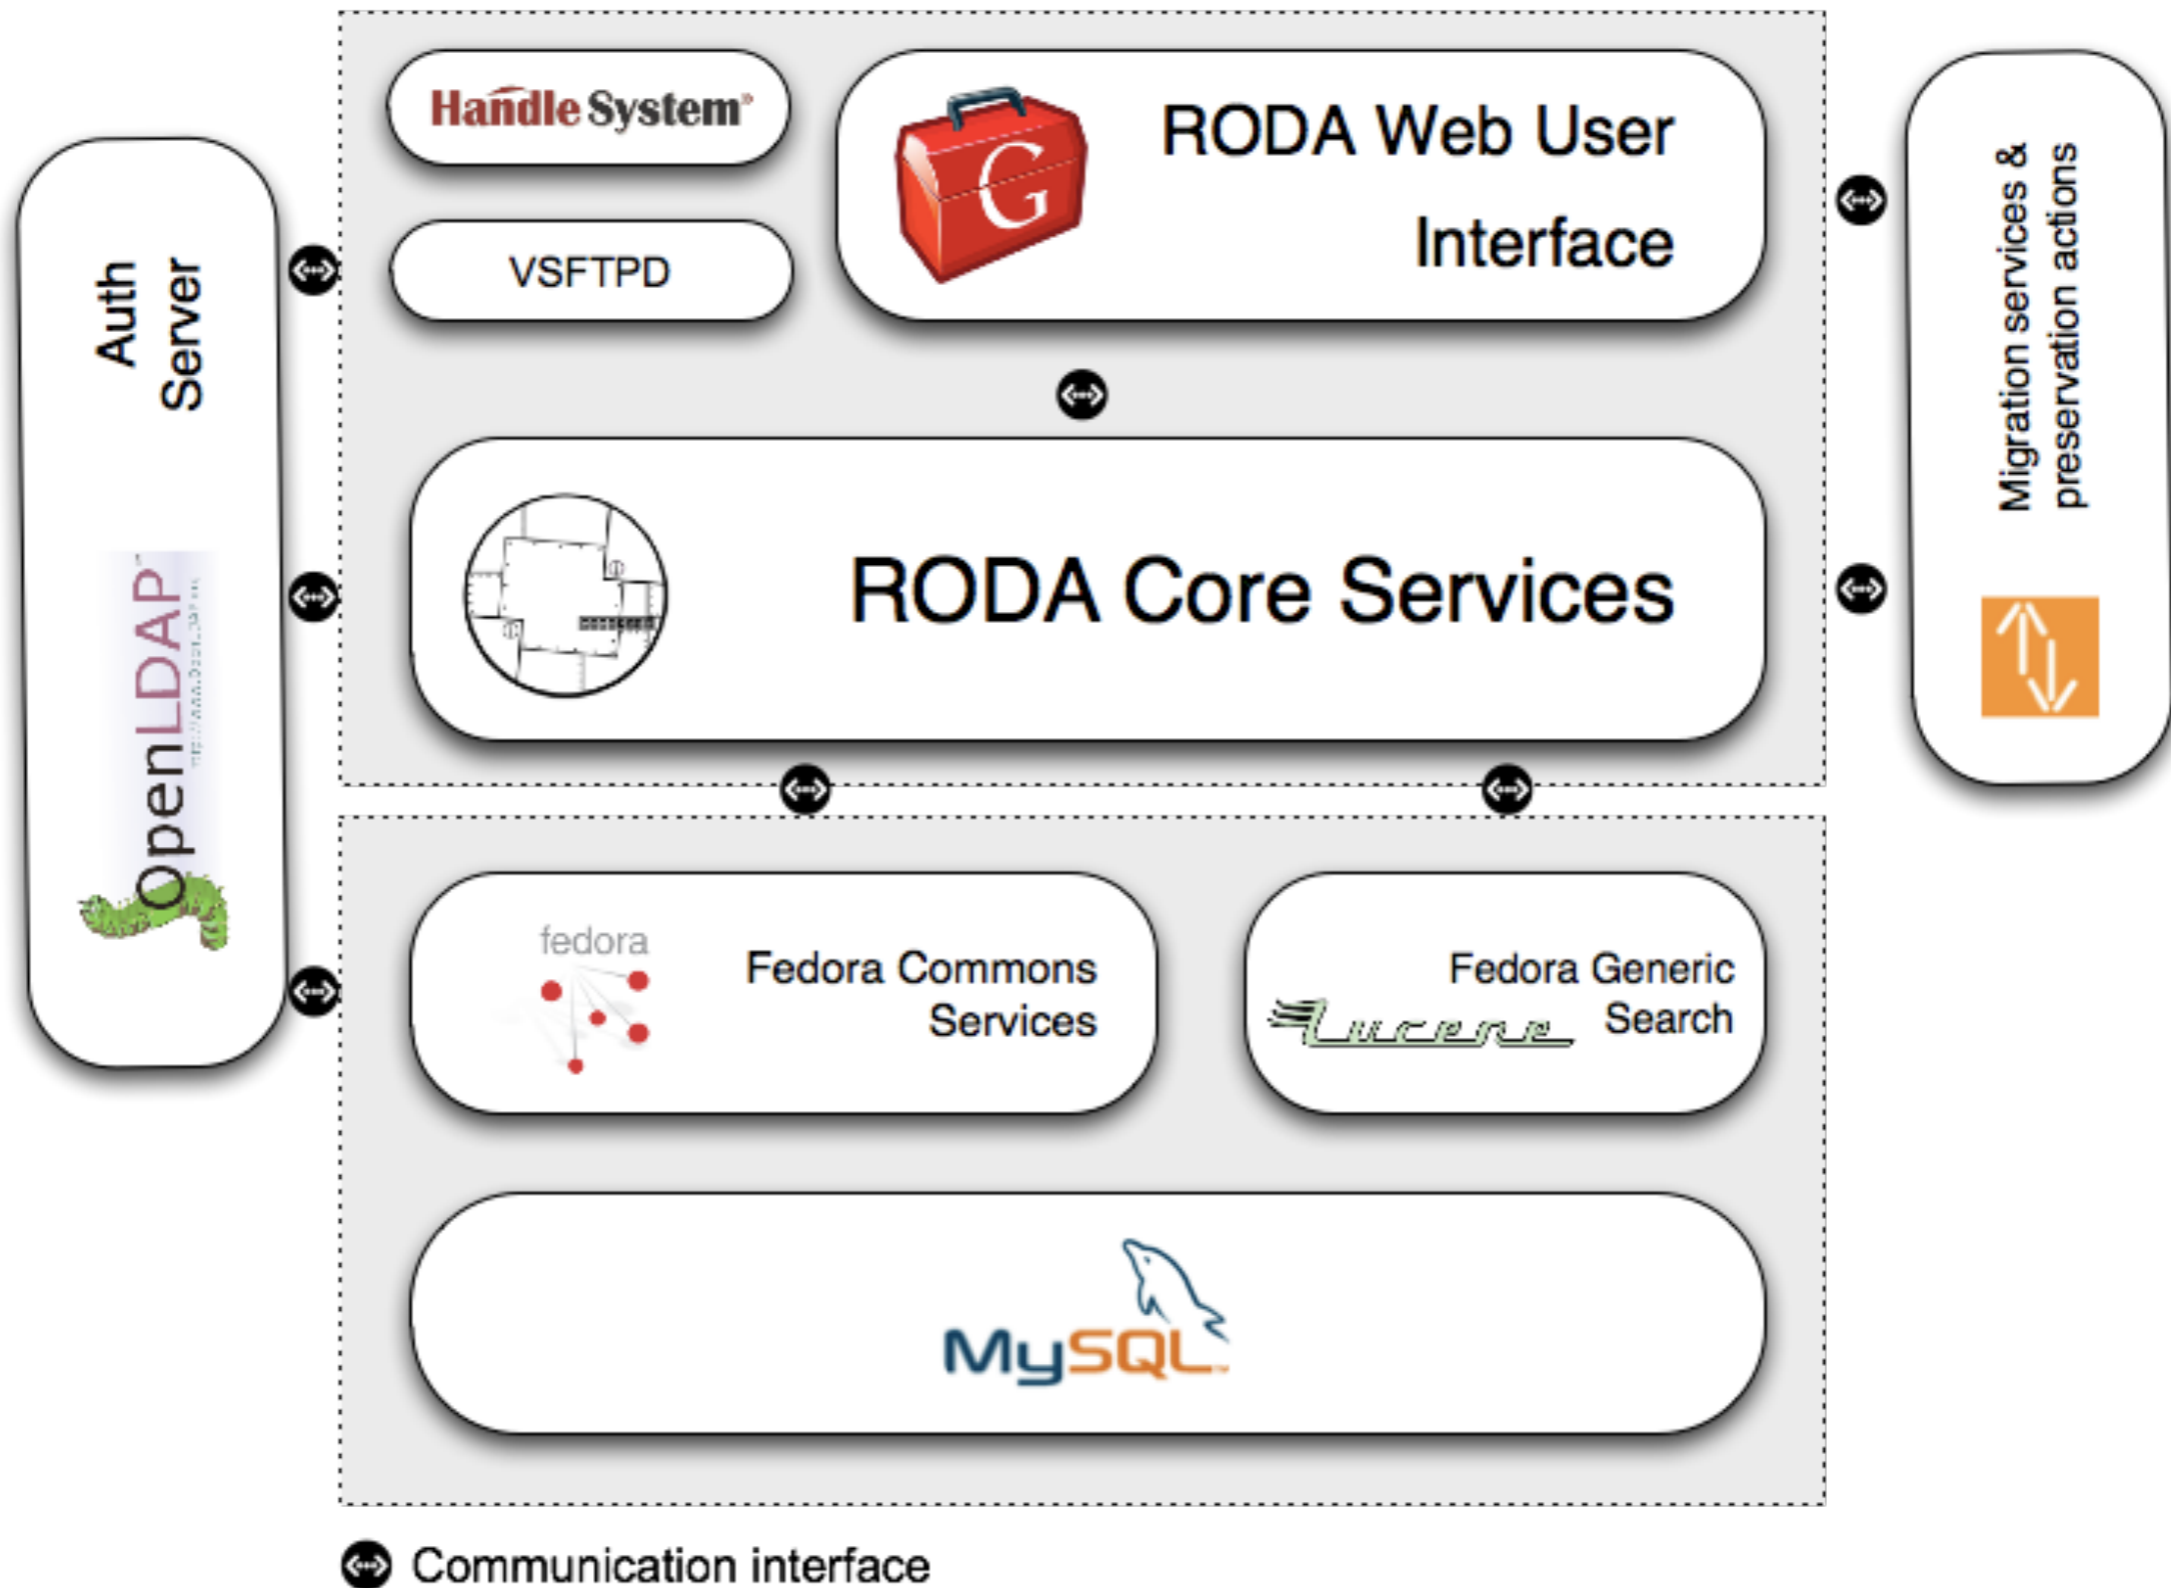 Handle System®
VSFTPD
RODA Web User
Interface
Auth
Server
OpenLDAP
Migration services &
preservation actions
RODA Core Services
fedora
Fedora Commons
Services
Fedora Generic
Search
Lucene
MySQL
Communication interface